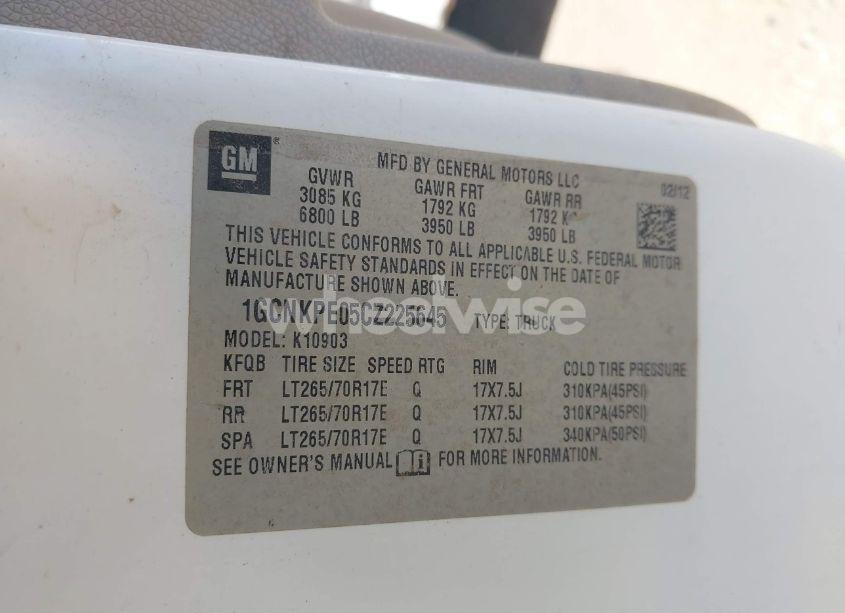 GM
MFD BY GENERAL MOTORS LLC
02/12
GVWR GAWR FRT GAWR RR
3085 KG 1792 KG 1792 KG
6800 LB 3950 LB 3950 LB
THIS VEHICLE CONFORMS TO ALL APPLICABLE U.S. FEDERAL MOTOR
VEHICLE SAFETY STANDARDS IN EFFECT ON THE DATE OF
MANUFACTURE SHOWN ABOVE.
1GCNKPE05CZ225645 TYPE: TRUCK
wheelwise
MODEL: K10903
KFQB TIRE SIZE SPEED RTG RIM COLD TIRE PRESSURE
FRT LT265/70R17E Q 17X7.5J 310KPA(45PSI)
RR LT265/70R17E Q 17X7.5J 310KPA(45PSI)
SPA LT265/70R17E Q 17X7.5J 340KPA(50PSI)
SEE OWNER'S MANUAL i FOR MORE INFORMATION.